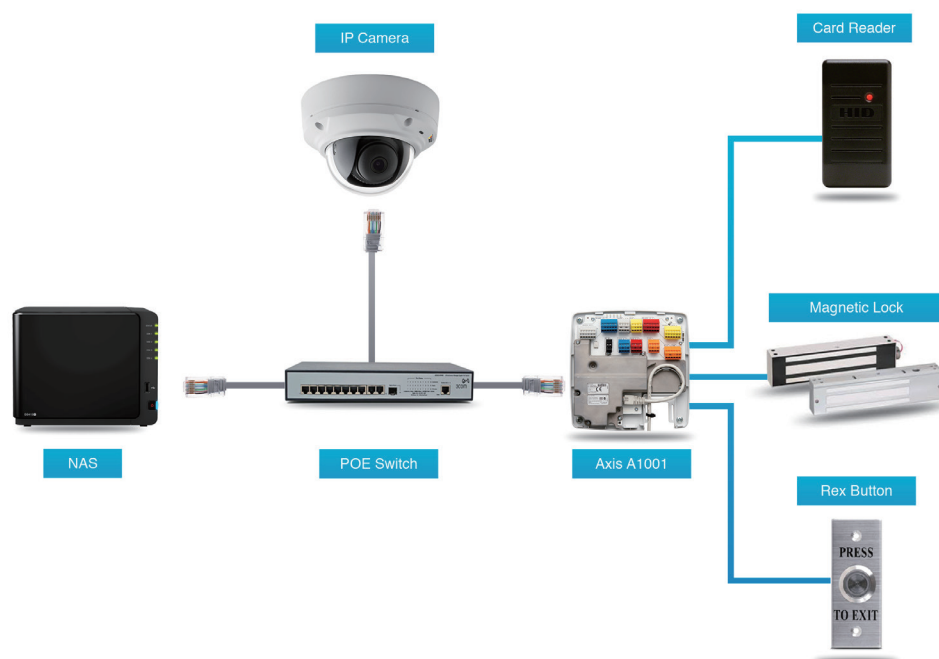 IP Camera
Card Reader
HID
Magnetic Lock
NAS
POE Switch
Axis A1001
Rex Button
PRESS
TO EXIT